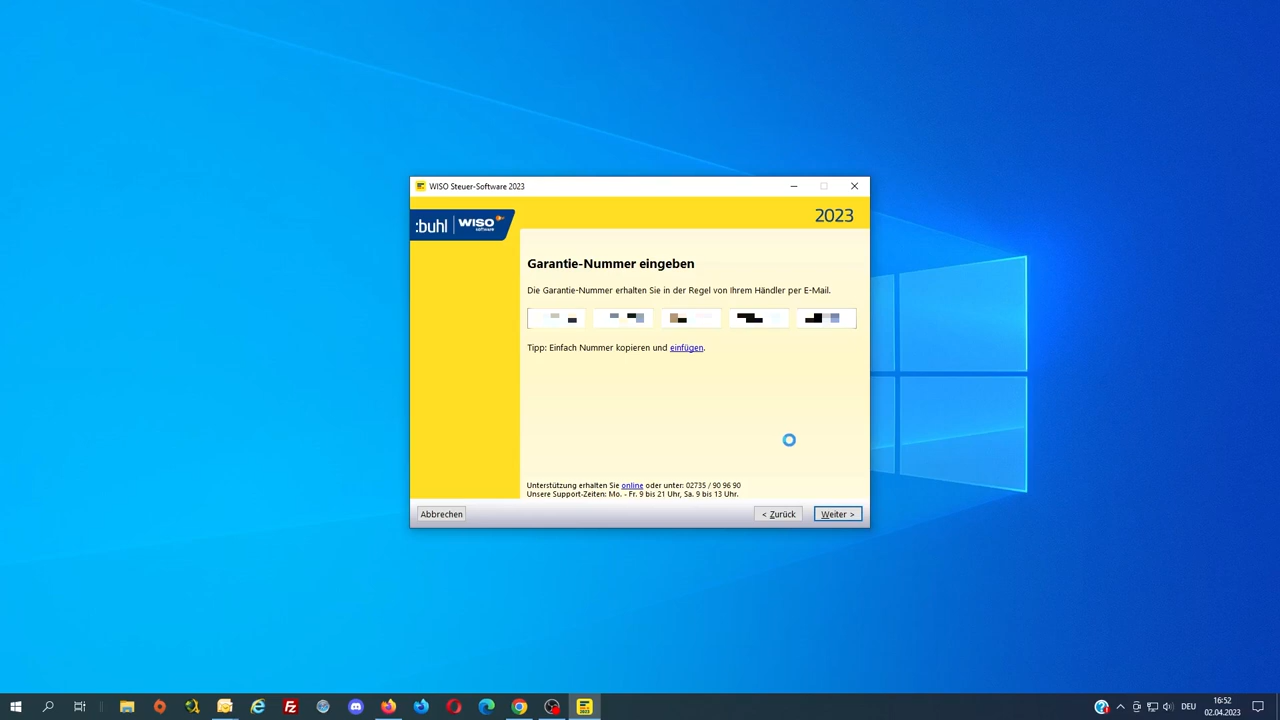 WISO Steuer-Software 2023
:buhl WISO software
2023
Garantie-Nummer eingeben
Die Garantie-Nummer erhalten Sie in der Regel von Ihrem Händler per E-Mail.
Tipp: Einfach Nummer kopieren und einfügen.
Unterstützung erhalten Sie online oder unter: 02735 / 90 96 90
Unsere Support-Zeiten: Mo. - Fr. 9 bis 21 Uhr, Sa. 9 bis 13 Uhr.
Abbrechen
< Zurück
Weiter >
DEU
16:52
02.04.2023